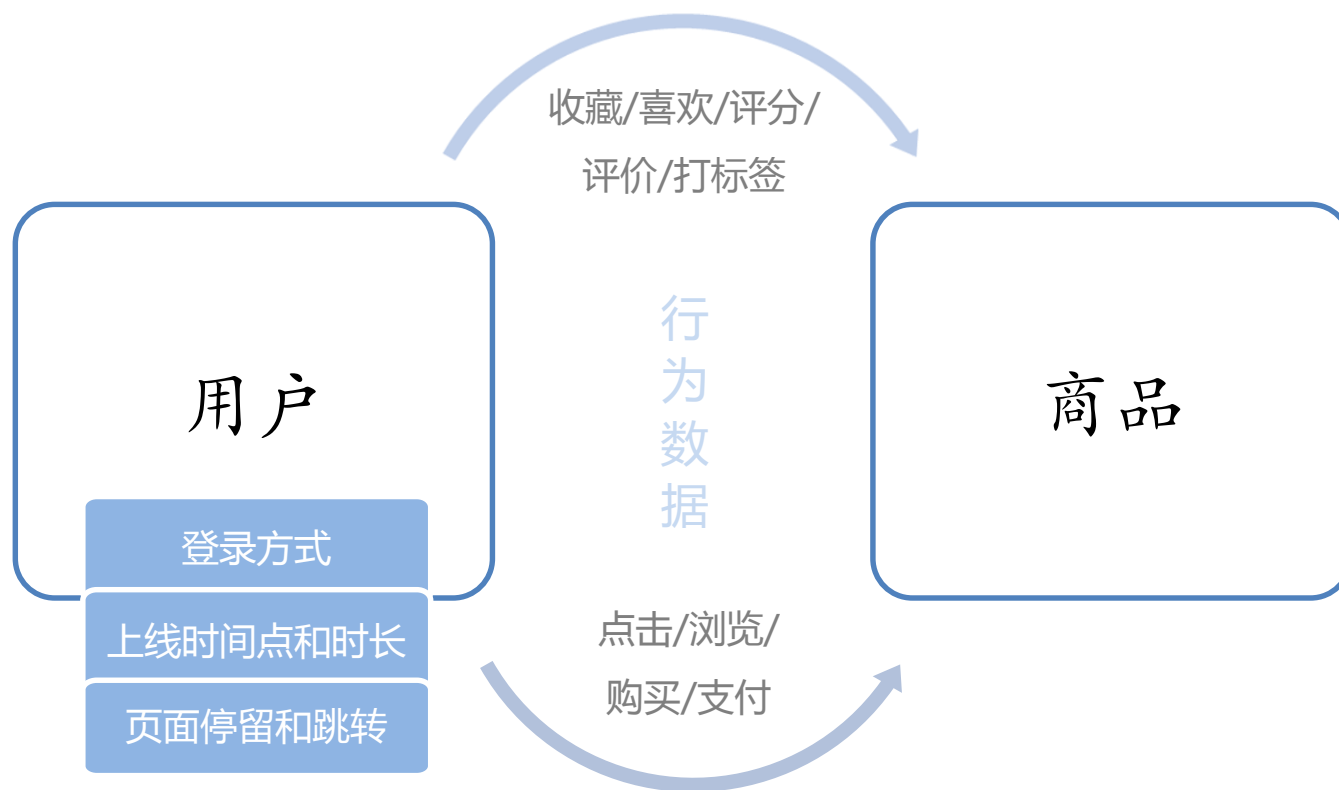 收藏/喜欢/评分/
评价/打标签
用户
行为数据
商品
登录方式
上线时间点和时长
页面停留和跳转
点击/浏览/
购买/支付